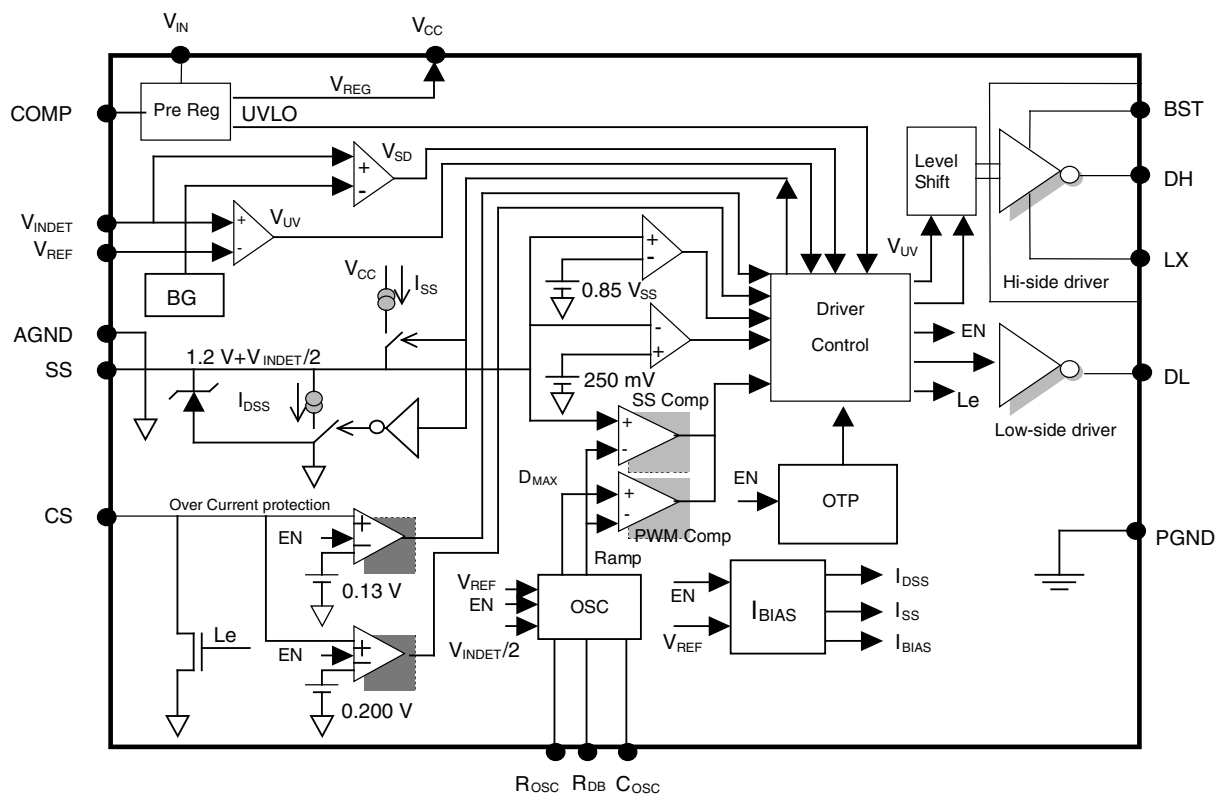 VIN
VCC
COMP
Pre Reg
VREG
UVLO
BST
+
-
VSD
Level
Shift
DH
VINDET
VREF
+
-
VUV
VUV
LX
BG
VCC
ISS
+
-
0.85 VSS
Driver
Control
Hi-side driver
AGND
SS
1.2 V+VINDET/2
-
+
250 mV
EN
DL
IDSS
SS Comp
Le
Low-side driver
+
-
DMAX
EN
OTP
CS
Over Current protection
+
-
EN
0.13 V
+
-
PWM Comp
Ramp
PGND
VREF
EN
OSC
VINDET/2
EN
VREF
IBIAS
IDSS
ISS
IBIAS
Le
EN
+
-
0.200 V
ROSC
RDB
COSC